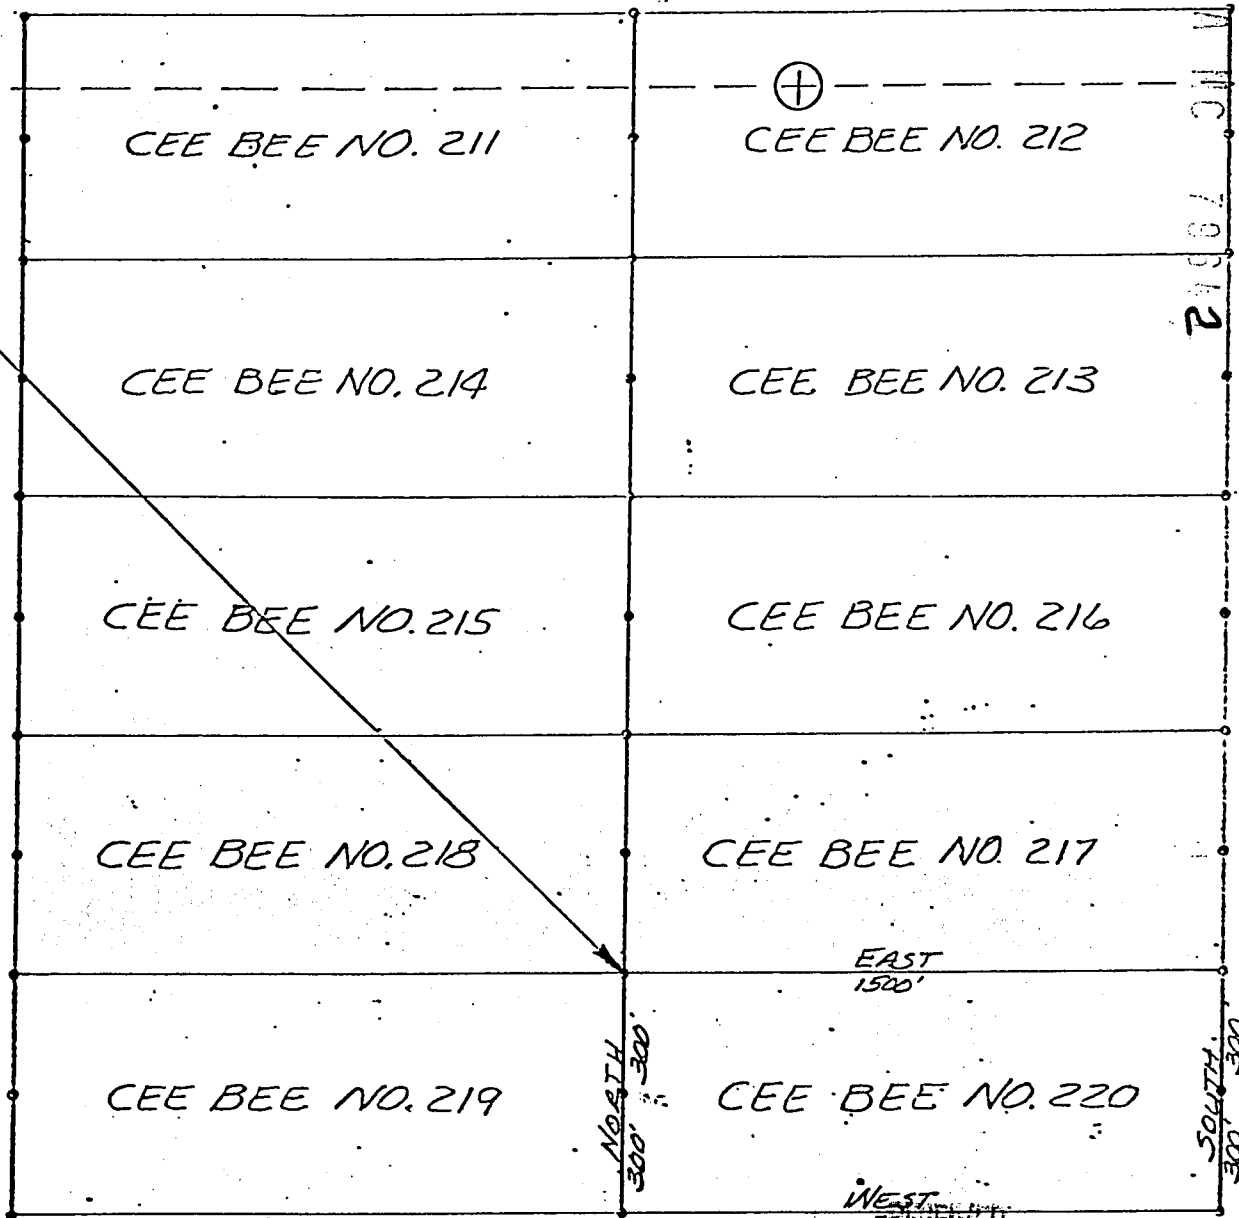 CEE BEE NO. 211
CEE BEE NO. 212
CEE BEE NO. 214
CEE BEE NO. 213
CEE BEE NO. 215
CEE BEE NO. 216
CEE BEE NO. 218
CEE BEE NO. 217
EAST
1500'
CEE BEE NO. 219
NORTH
300'
300'
CEE BEE NO. 220
SOUTH
300'
300'
WEST